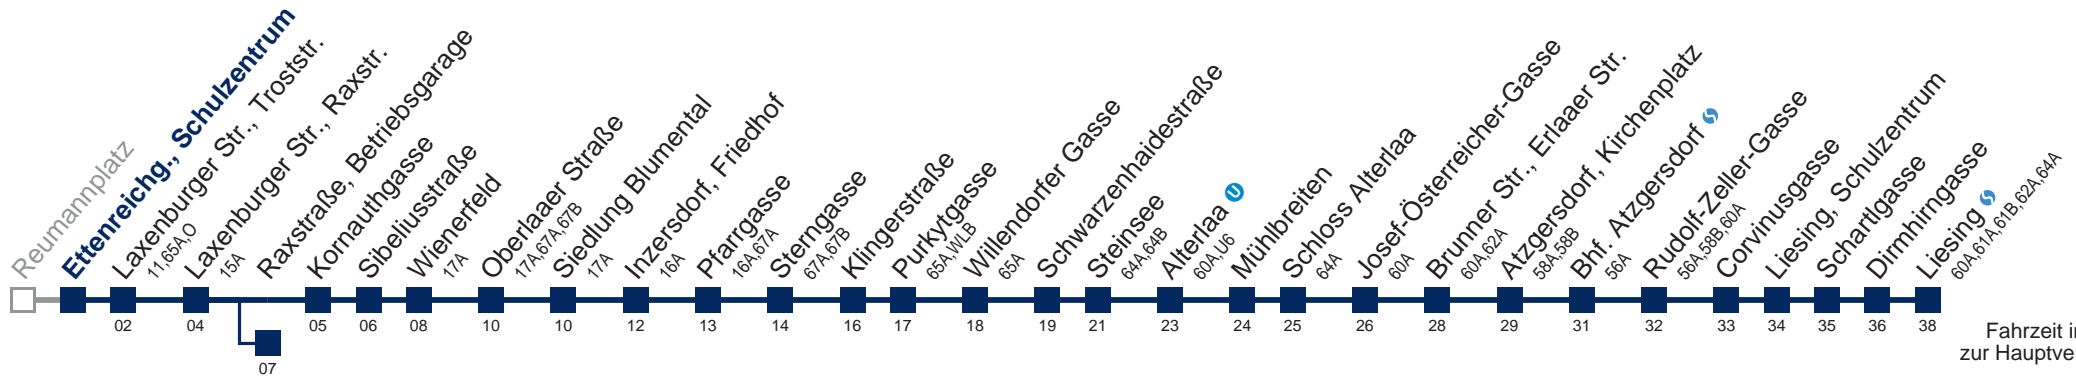 Reumannplatz
Ettenreichg., Schulzentrum
Laxenburger Str., Troststr.
11,65A,O
Laxenburger Str., Raxstr.
15A
Raxstraße, Betriebsgarage
Kornauthgasse
Sibeliusstraße
Wienerfeld
17A
Oberlaaer Straße
17A,67A,67B
Siedlung Blumental
17A
Inzersdorf, Friedhof
16A
Pfarrgasse
16A,67A
Sterngasse
67A,67B
Klingerstraße
Purkytgasse
65A,WLB
Willendorfer Gasse
65A
Schwarzenhaidestraße
Steinsee
64A,64B
Alterlaa U
60A,U6
Mühlbreiten
Schloss Alterlaa
64A
Josef-Österreicher-Gasse
60A
Brunner Str., Erlaaer Str.
60A,62A
Atzgersdorf, Kirchenplatz
58A,58B
Bhf. Atzgersdorf
56A
Rudolf-Zeller-Gasse
56A,58B,60A
Corvinusgasse
Liesing, Schulzentrum
Schartlgasse
Dirmhirngasse
Liesing
60A,61A,61B,62A,64A
02 04 05 06 08 10 10 12 13 14 16 17 18 19 21 23 24 25 26 28 29 31 32 33 34 35 36 38
07
Fahrzeit in
zur Hauptve